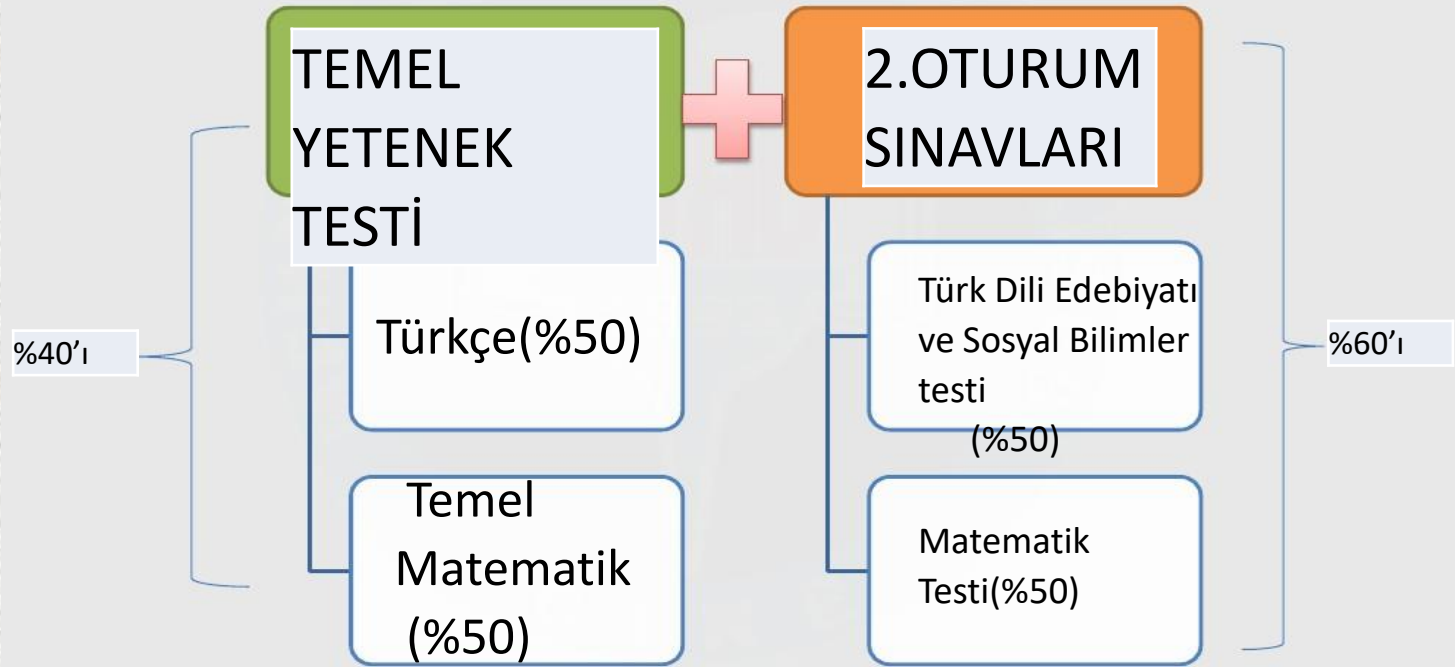 TEMEL
YETENEK
TESTİ
2.OTURUM
SINAVLARI
%40’ı
Türkçe(%50)
Temel
Matematik
(%50)
Türk Dili Edebiyatı
ve Sosyal Bilimler
testi
(%50)
Matematik
Testi(%50)
%60’ı